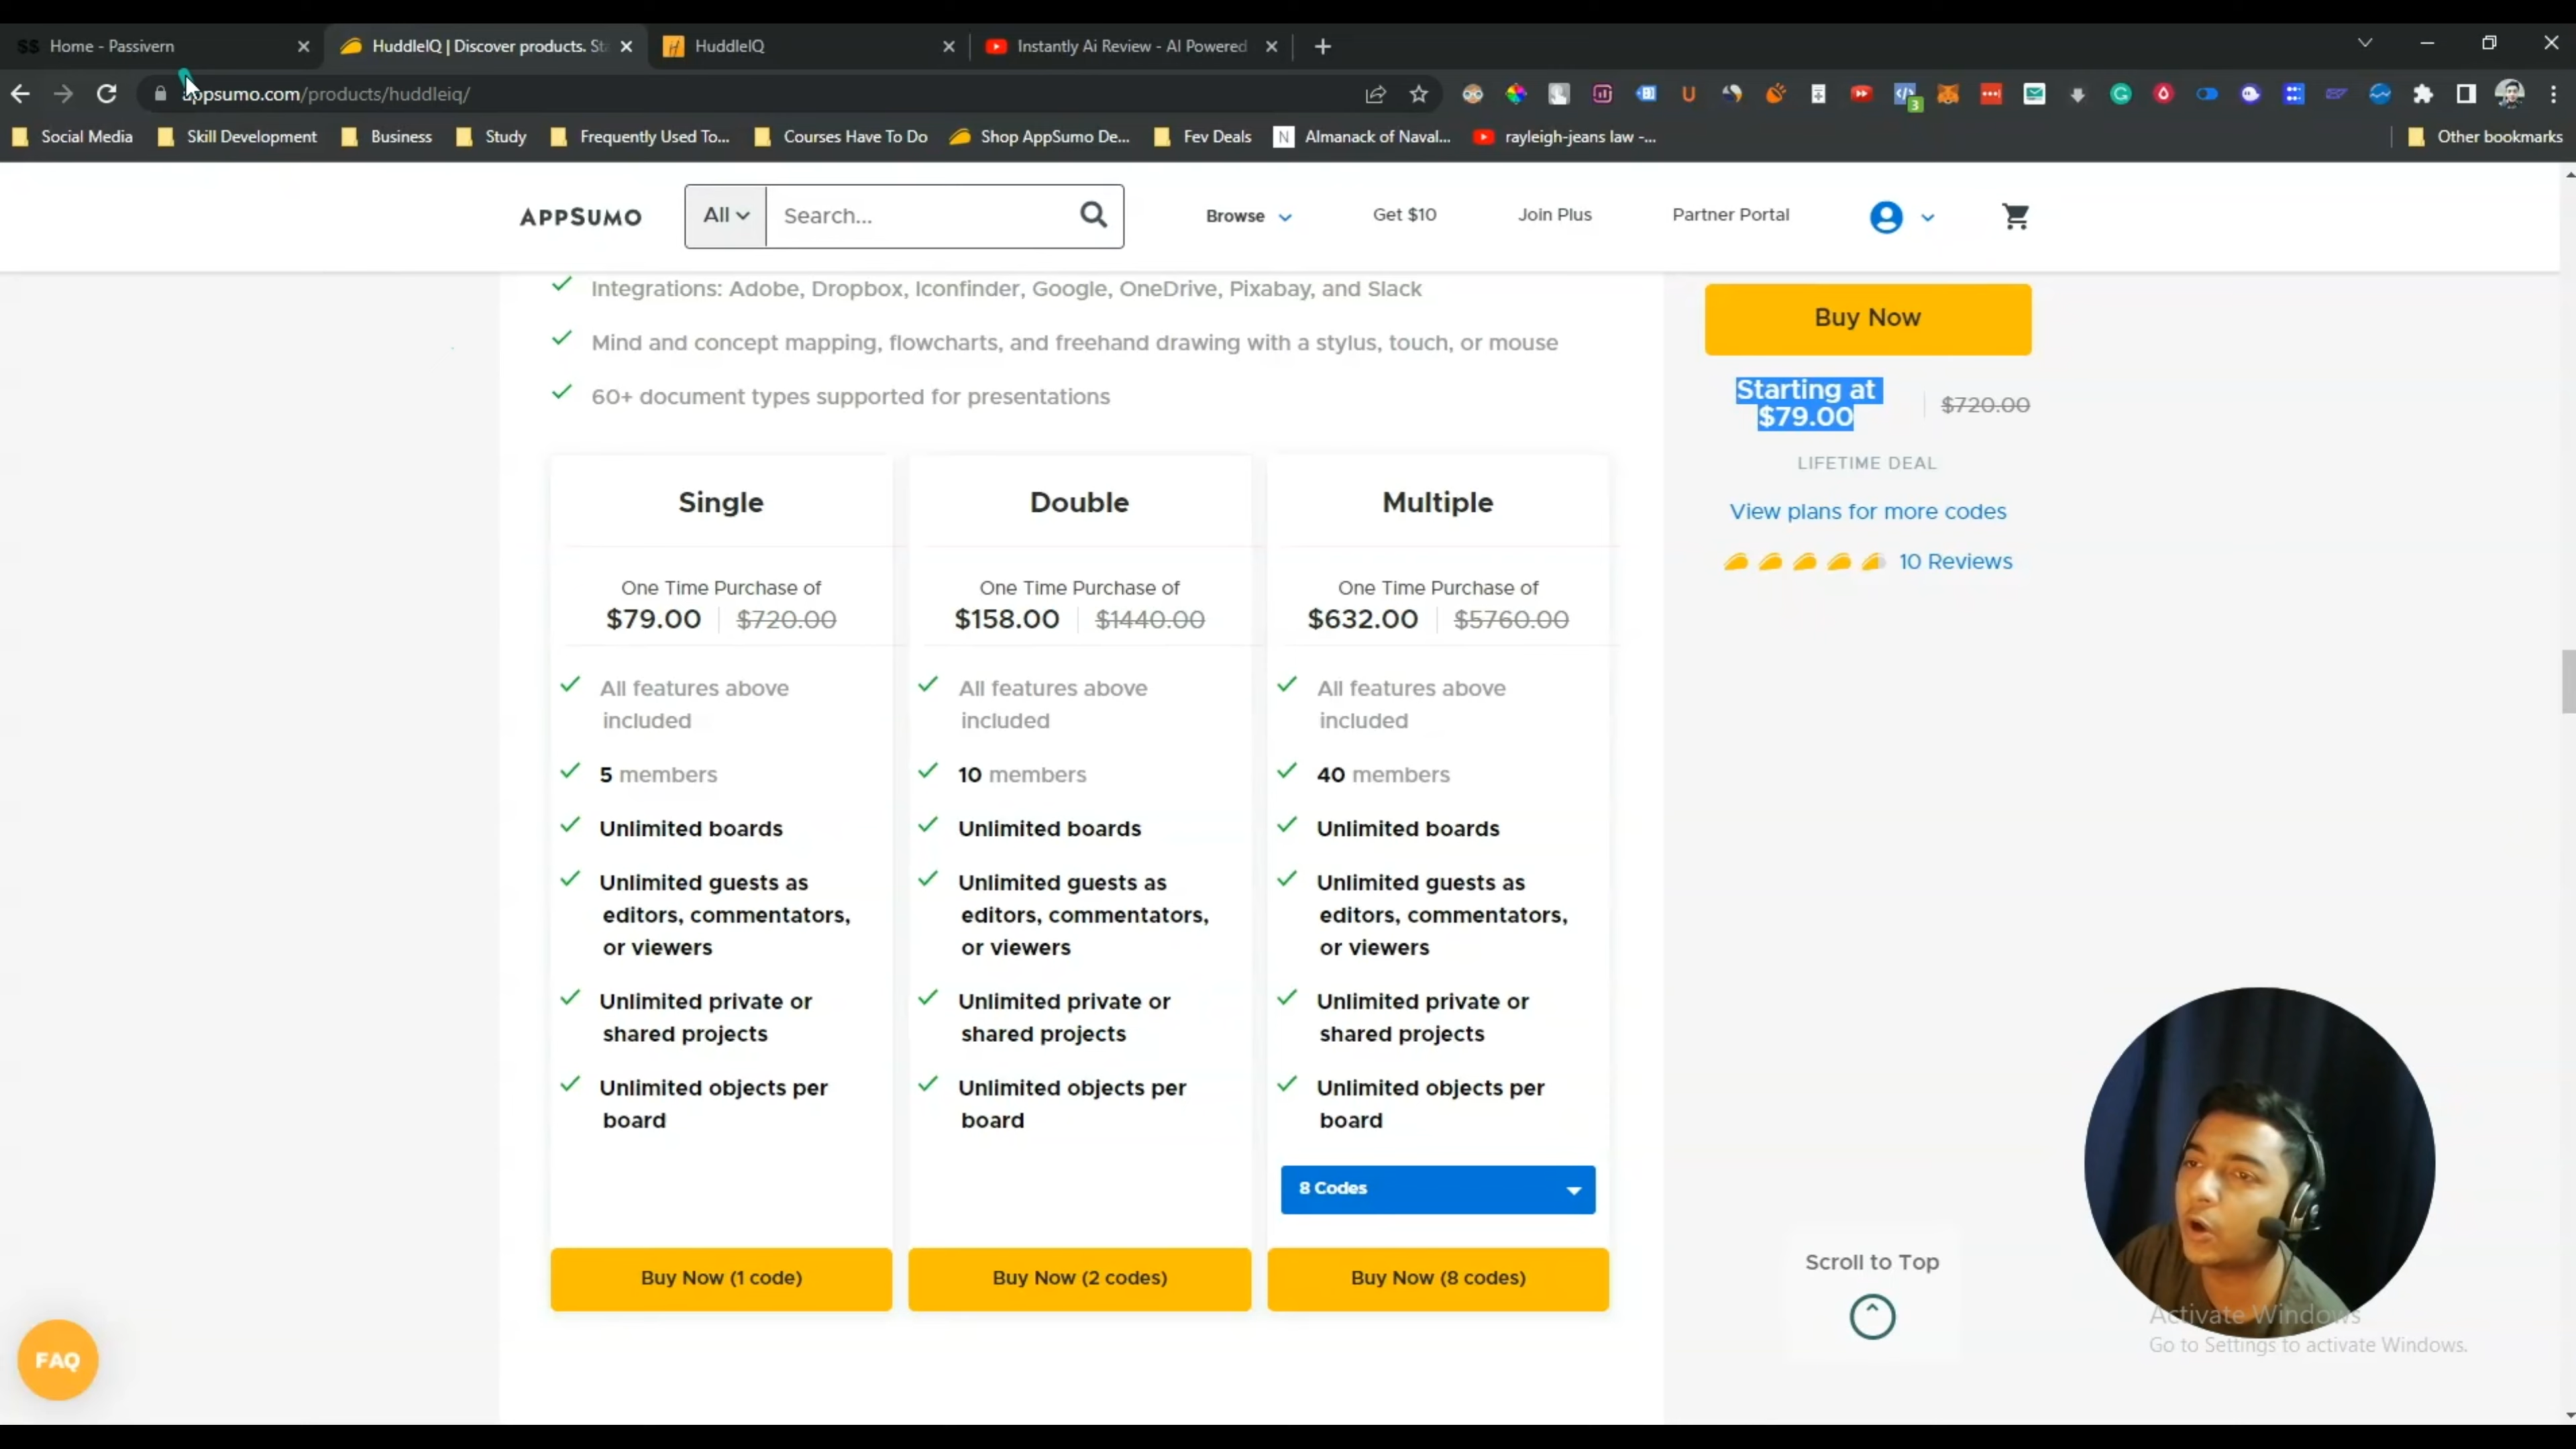 Home - Passivern
HuddleIQ | Discover products. St
HuddleIQ
Instantly Ai Review - AI Powered
appsumo.com/products/huddleiq/
3
Social Media
Skill Development
Business
Study
Frequently Used To...
Courses Have To Do
Shop AppSumo De...
Fev Deals
Almanack of Naval...
rayleigh-jeans law -...
Other bookmarks
APPSUMO
All
Search...
Browse
Get $10
Join Plus
Partner Portal
Integrations: Adobe, Dropbox, Iconfinder, Google, OneDrive, Pixabay, and Slack
Mind and concept mapping, flowcharts, and freehand drawing with a stylus, touch, or mouse
60+ document types supported for presentations
Buy Now
Starting at
$79.00
$720.00
LIFETIME DEAL
View plans for more codes
10 Reviews
Single
One Time Purchase of
$79.00 $720.00
All features above
included
5 members
Unlimited boards
Unlimited guests as
editors, commentators,
or viewers
Unlimited private or
shared projects
Unlimited objects per
board
Buy Now (1 code)
Double
One Time Purchase of
$158.00 $1440.00
All features above
included
10 members
Unlimited boards
Unlimited guests as
editors, commentators,
or viewers
Unlimited private or
shared projects
Unlimited objects per
board
Buy Now (2 codes)
Multiple
One Time Purchase of
$632.00 $5760.00
All features above
included
40 members
Unlimited boards
Unlimited guests as
editors, commentators,
or viewers
Unlimited private or
shared projects
Unlimited objects per
board
8 Codes
Buy Now (8 codes)
Scroll to Top
FAQ
Activate Windows
Go to Settings to activate Windows.